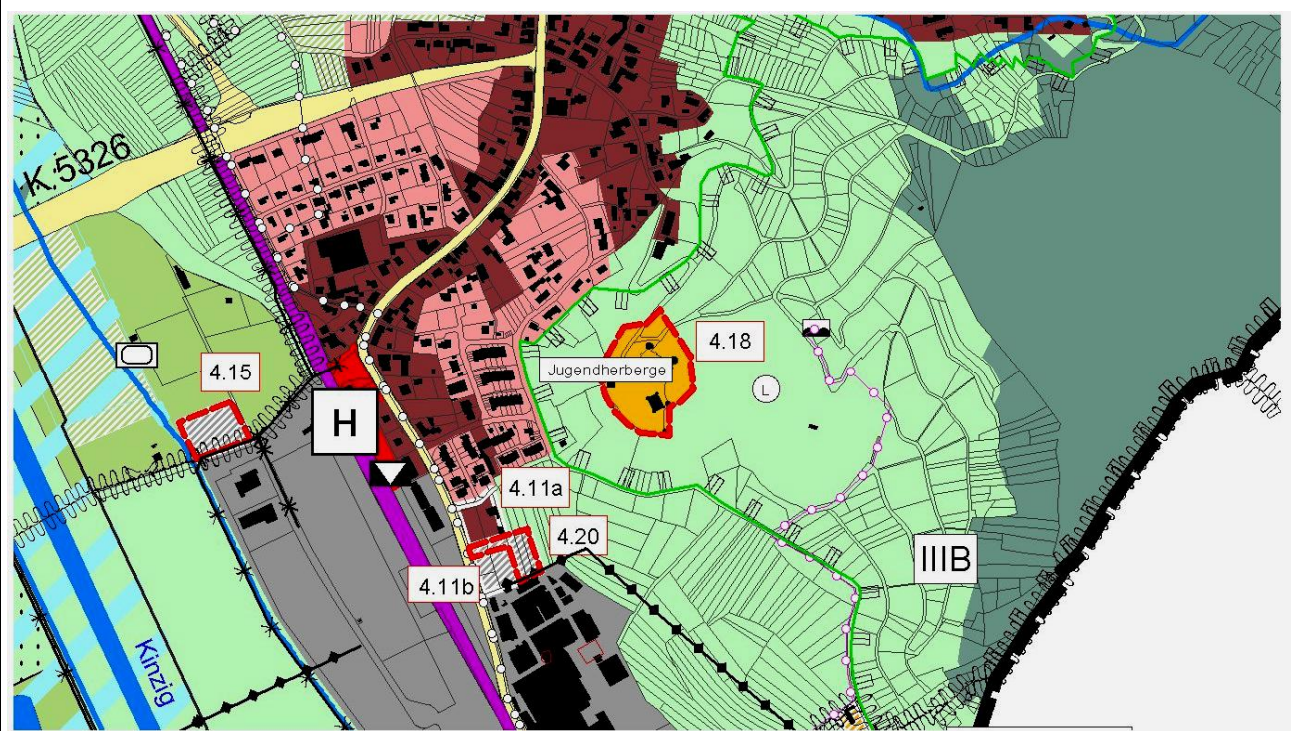 K.5326
4.15
4.18
Jugendherberge
L
H
4.11a
4.20
IIIB
4.11b
Kinzig